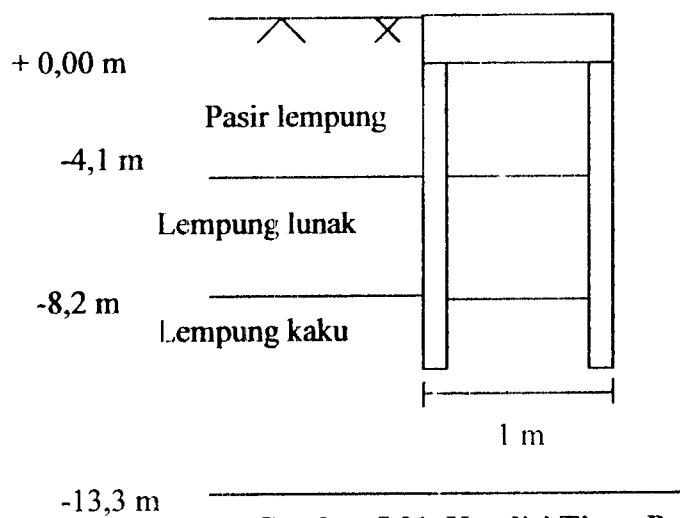 + 0,00 m
Pasir lempung
-4,1 m
Lempung lunak
-8,2 m
Lempung kaku
1 m
-13,3 m